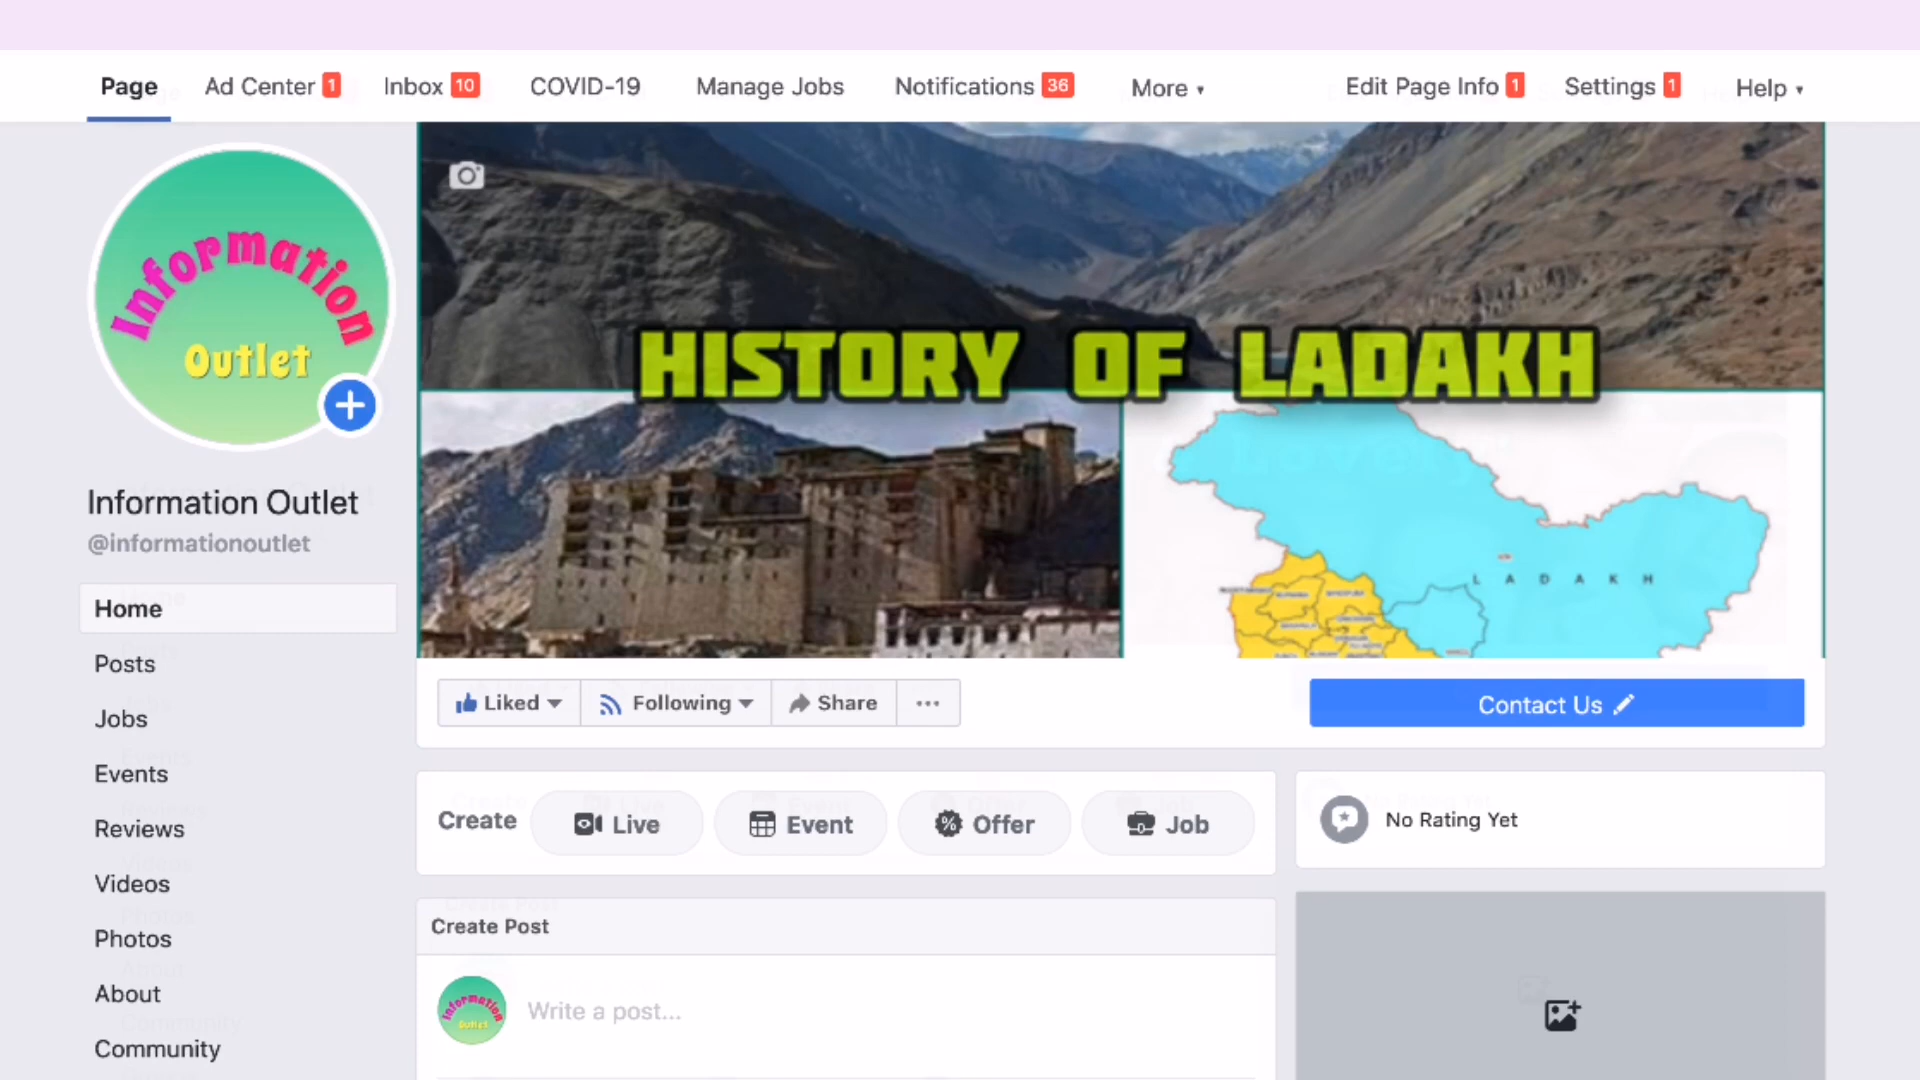 Page Ad Center 1 Inbox 10 COVID-19 Manage Jobs Notifications 36 More Edit Page Info 1 Settings 1 Help
Information
Outlet
HISTORY OF LADAKH
LADAKH
Information Outlet
@informationoutlet
Home
Posts
Jobs
Events
Reviews
Videos
Photos
About
Community
Liked Following Share ...
Contact Us
Create Live Event Offer Job
No Rating Yet
Create Post
Information
Outlet
Write a post...